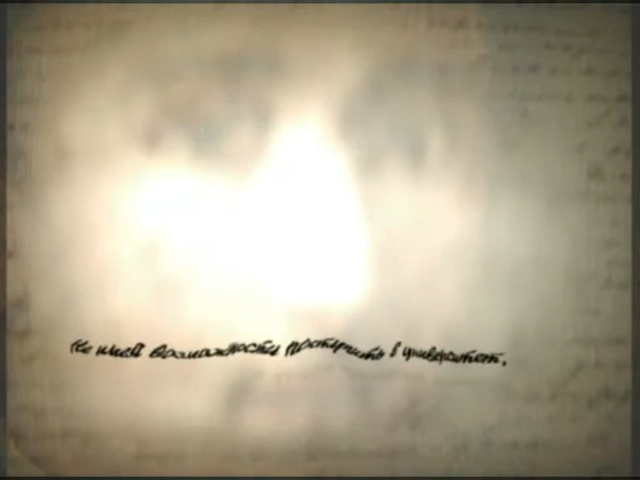 Не имея возможности поступить в университет,